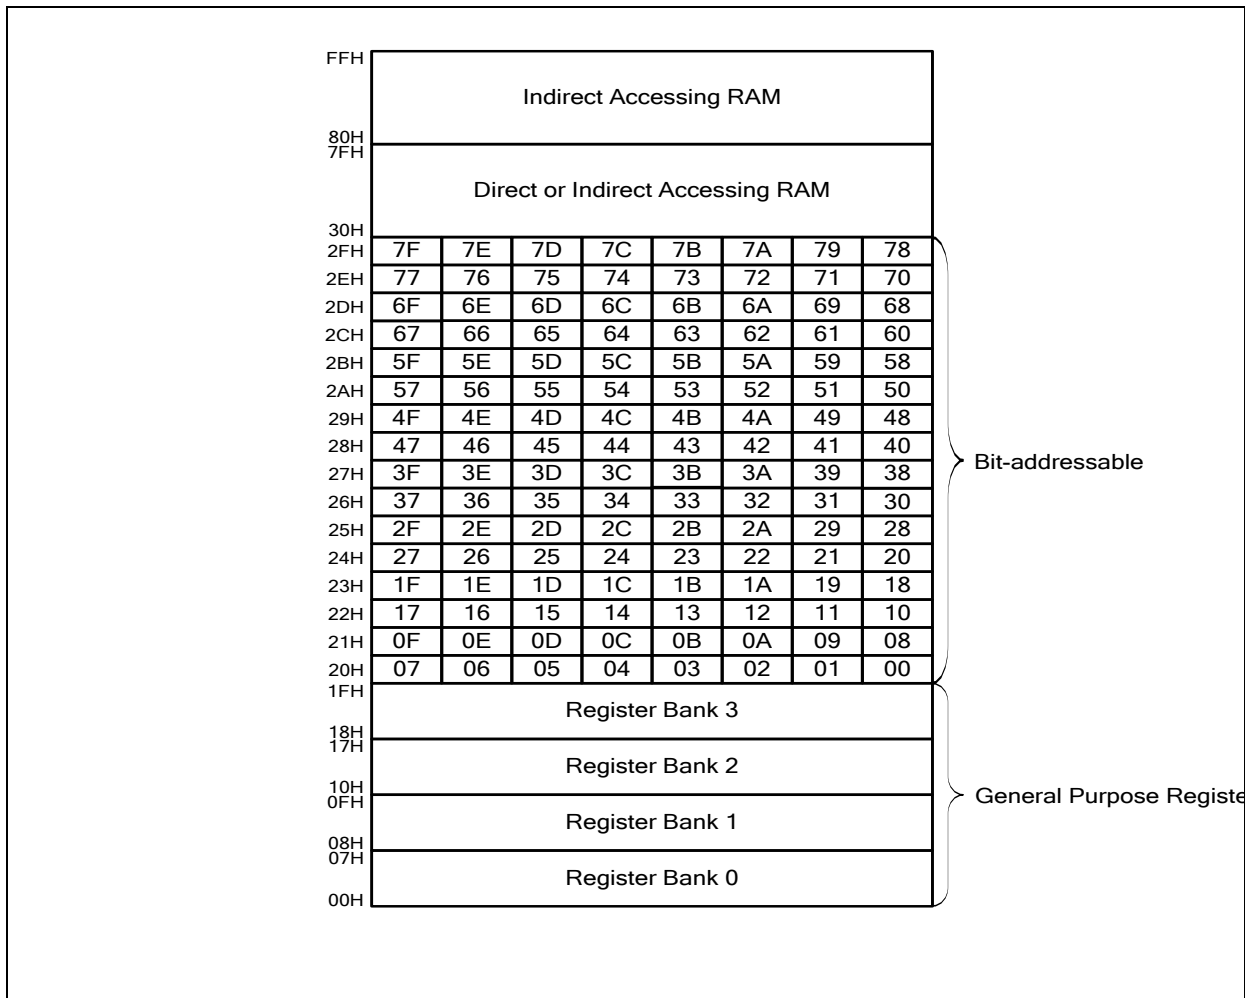 FFH
Indirect Accessing RAM
80H
7FH
Direct or Indirect Accessing RAM
30H
2FH 7F 7E 7D 7C 7B 7A 79 78
2EH 77 76 75 74 73 72 71 70
2DH 6F 6E 6D 6C 6B 6A 69 68
2CH 67 66 65 64 63 62 61 60
2BH 5F 5E 5D 5C 5B 5A 59 58
2AH 57 56 55 54 53 52 51 50
29H 4F 4E 4D 4C 4B 4A 49 48
28H 47 46 45 44 43 42 41 40
Bit-addressable
27H 3F 3E 3D 3C 3B 3A 39 38
26H 37 36 35 34 33 32 31 30
25H 2F 2E 2D 2C 2B 2A 29 28
24H 27 26 25 24 23 22 21 20
23H 1F 1E 1D 1C 1B 1A 19 18
22H 17 16 15 14 13 12 11 10
21H 0F 0E 0D 0C 0B 0A 09 08
20H 07 06 05 04 03 02 01 00
1FH
Register Bank 3
18H
17H
Register Bank 2
10H
General Purpose Registe
0FH
Register Bank 1
08H
07H
Register Bank 0
00H